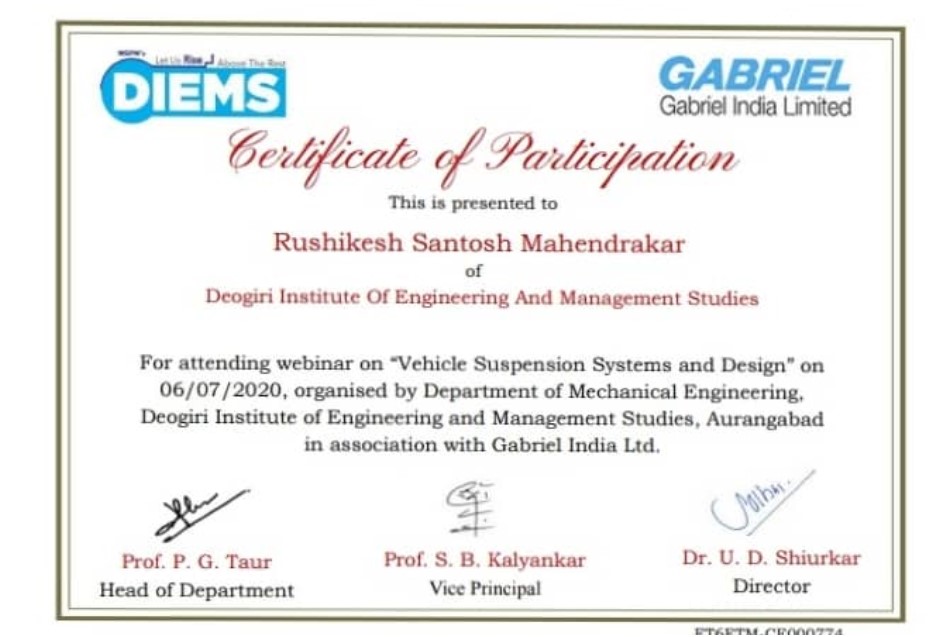 Let Us Rise Above The Rest
DIEMS
GABRIEL
Gabriel India Limited
Certificate of Participation
This is presented to
Rushikesh Santosh Mahendrakar
of
Deogiri Institute Of Engineering And Management Studies
For attending webinar on “Vehicle Suspension Systems and Design” on
06/07/2020, organised by Department of Mechanical Engineering,
Deogiri Institute of Engineering and Management Studies, Aurangabad
in association with Gabriel India Ltd.
Prof. P. G. Taur
Prof. S. B. Kalyankar
Dr. U. D. Shiurkar
Head of Department
Vice Principal
Director